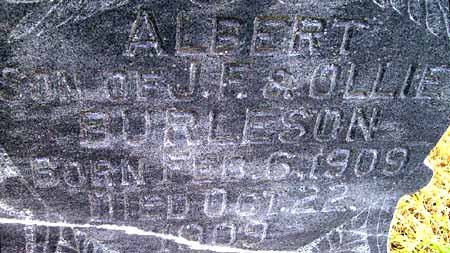 ALBERT
SON OF J. F. & OLLIE
BURLESON
BORN FEB. 6, 1909
DIED OCT. 22,
1909